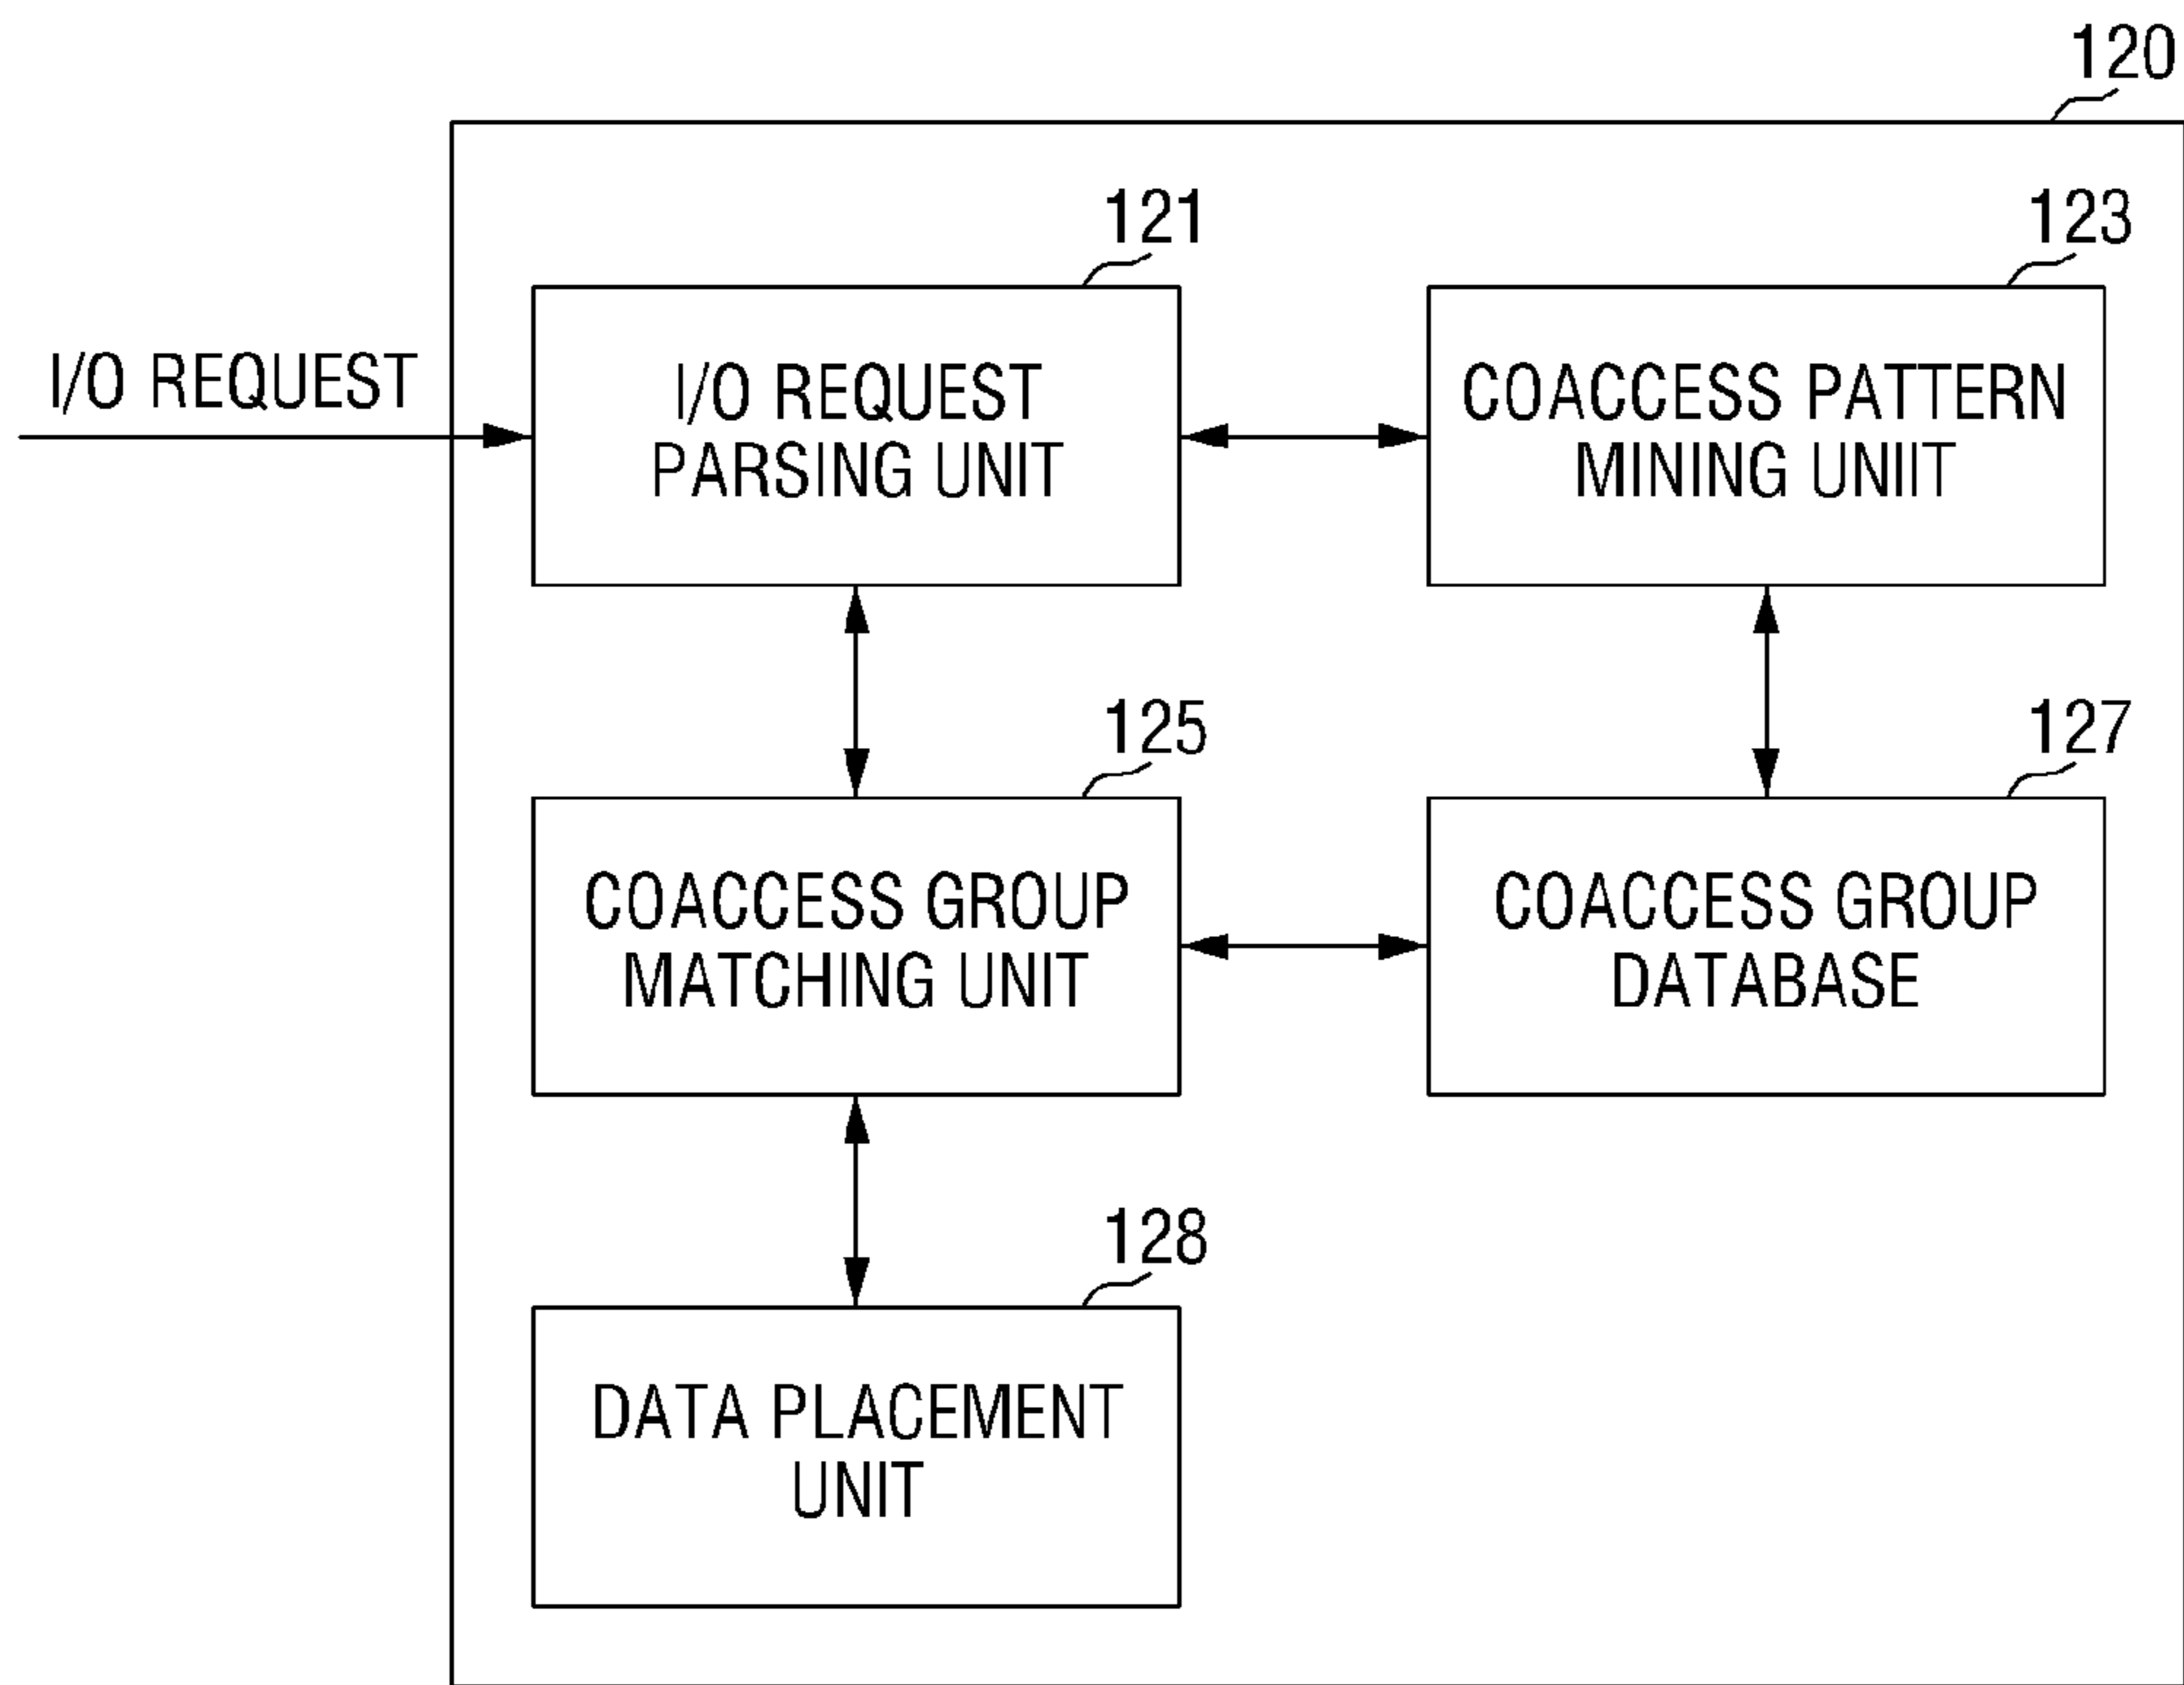 120
121
123
I/O REQUEST
I/O REQUEST
PARSING UNIT
COACCESS PATTERN
MINING UNIIT
125
127
COACCESS GROUP
MATCHING UNIT
COACCESS GROUP
DATABASE
128
DATA PLACEMENT
UNIT